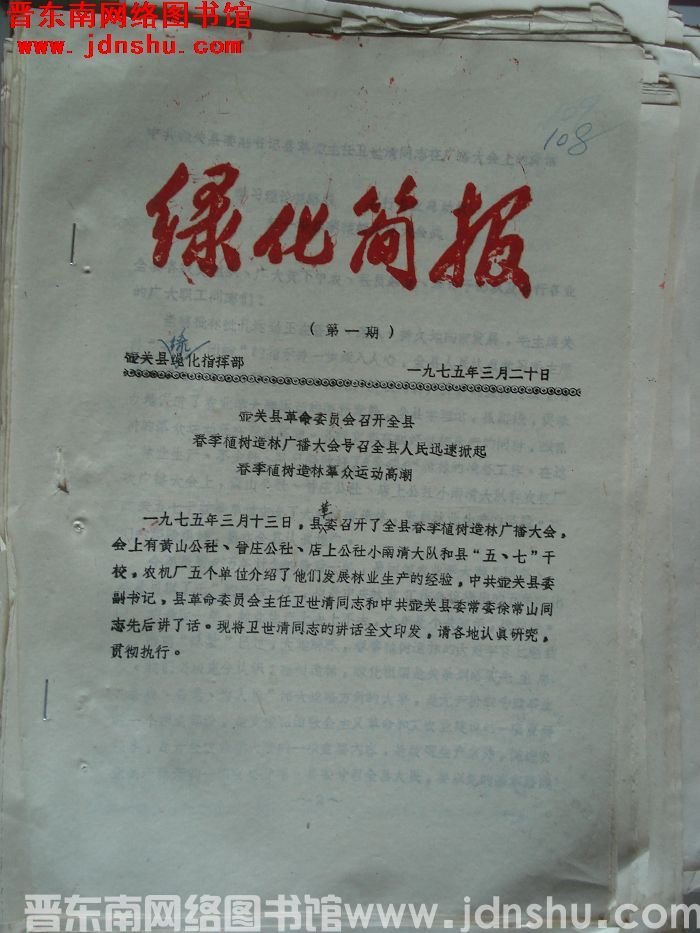 晋东南网络图书馆
www.jdnshu.com
108
绿化简报
(第一期)
绿
壶关县绳化指挥部
一九七五年三月二十日
壶关县革命委员会召开全县
春季植树造林广播大会号召全县人民迅速掀起
春季植树造林羣众运动高潮
革
一九七五年三月十三日,县委召开了全县春季植树造林广播大会,
会上有黄山公社、晋庄公社、店上公社小南清大队和县“五、七”干
校,农机厂五个单位介绍了他们发展林业生产的经验,中共壶关县委
副书记,县革命委员会主任卫世清同志和中共壶关县委常委徐常山同
志先后讲了话。现将卫世清同志的讲话全文印发,请各地认真研究,
贯彻执行。
晋东南网络图书馆www.jdnshu.com